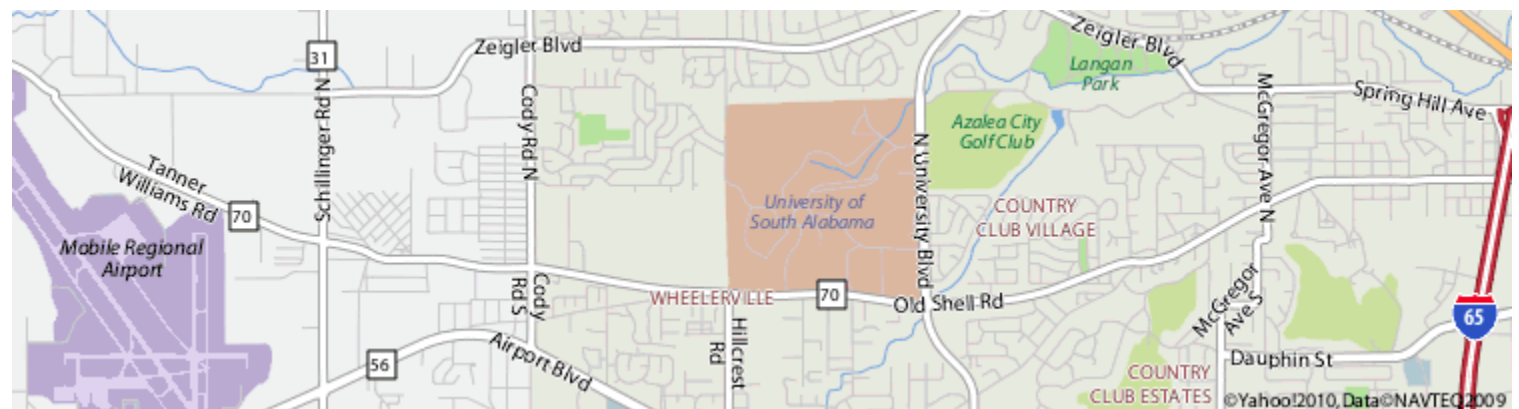 Zeigler Blvd
31
Zeigler Blvd
Langan
Park
Cody Rd N
McGregor Ave N
Spring Hill Ave
Schillinger Rd N
Azalea City
Golf Club
N University Blvd
Tanner
Williams Rd
70
University of
South Alabama
COUNTRY
CLUB VILLAGE
Mobile Regional
Airport
Cody
Rd S
WHEELERVILLE
70
Old Shell Rd
McGregor
Ave S
65
Hillcrest
Rd
Airport Blvd
56
Dauphin St
COUNTRY
CLUB ESTATES
©Yahoo!2010, Data©NAVTEQ2009